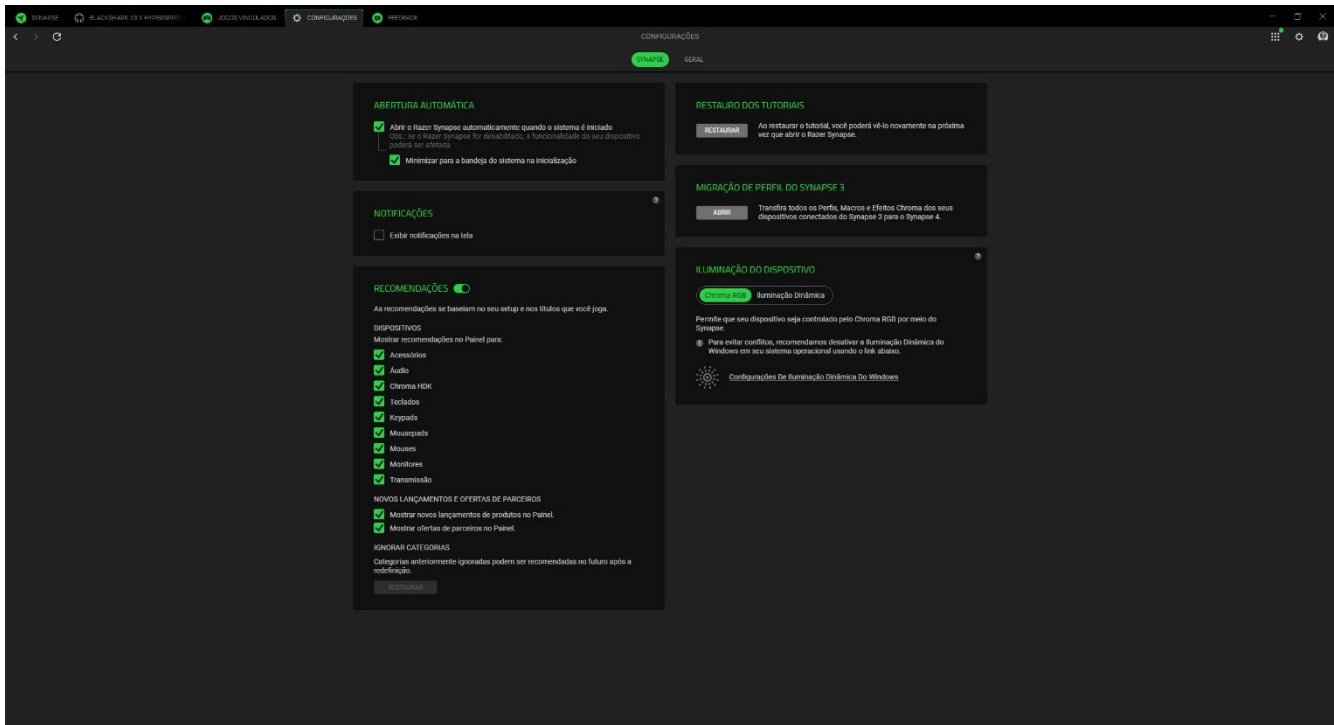 SYNAPSE
BLACKSHARK V3 X HYPERSPEE
JOGOS VINCULADOS
CONFIGURAÇÕES
FEEDBACK
CONFIGURAÇÕES
SYNAPSE
GERAL
ABERTURA AUTOMÁTICA
Abrir o Razer Synapse automaticamente quando o sistema é iniciado
Obs.: se o Razer Synapse for desabilitado, a funcionalidade do seu dispositivo
poderá ser afetada
Minimizar para a bandeja do sistema na inicialização
NOTIFICAÇÕES
Exibir notificações na tela
RECOMENDAÇÕES
As recomendações se baseiam no seu setup e nos títulos que você joga.
DISPOSITIVOS
Mostrar recomendações no Painel para:
Acessórios
Áudio
Chroma HDK
Teclados
Keypads
Mousepads
Mouses
Monitores
Transmissão
NOVOS LANÇAMENTOS E OFERTAS DE PARCEIROS
Mostrar novos lançamentos de produtos no Painel.
Mostrar ofertas de parceiros no Painel.
IGNORAR CATEGORIAS
Categorias anteriormente ignoradas podem ser recomendadas no futuro após a
redefinição.
RESTAURAR
RESTAURO DOS TUTORIAIS
RESTAURAR
Ao restaurar o tutorial, você poderá vê-lo novamente na próxima
vez que abrir o Razer Synapse.
MIGRAÇÃO DE PERFIL DO SYNAPSE 3
ABRIR
Transfira todos os Perfis, Macros e Efeitos Chroma dos seus
dispositivos conectados do Synapse 3 para o Synapse 4.
ILUMINAÇÃO DO DISPOSITIVO
Chroma RGB
Iluminação Dinâmica
Permite que seu dispositivo seja controlado pelo Chroma RGB por meio do
Synapse.
Para evitar conflitos, recomendamos desativar a Iluminação Dinâmica do
Windows em seu sistema operacional usando o link abaixo.
Configurações De Iluminação Dinâmica Do Windows